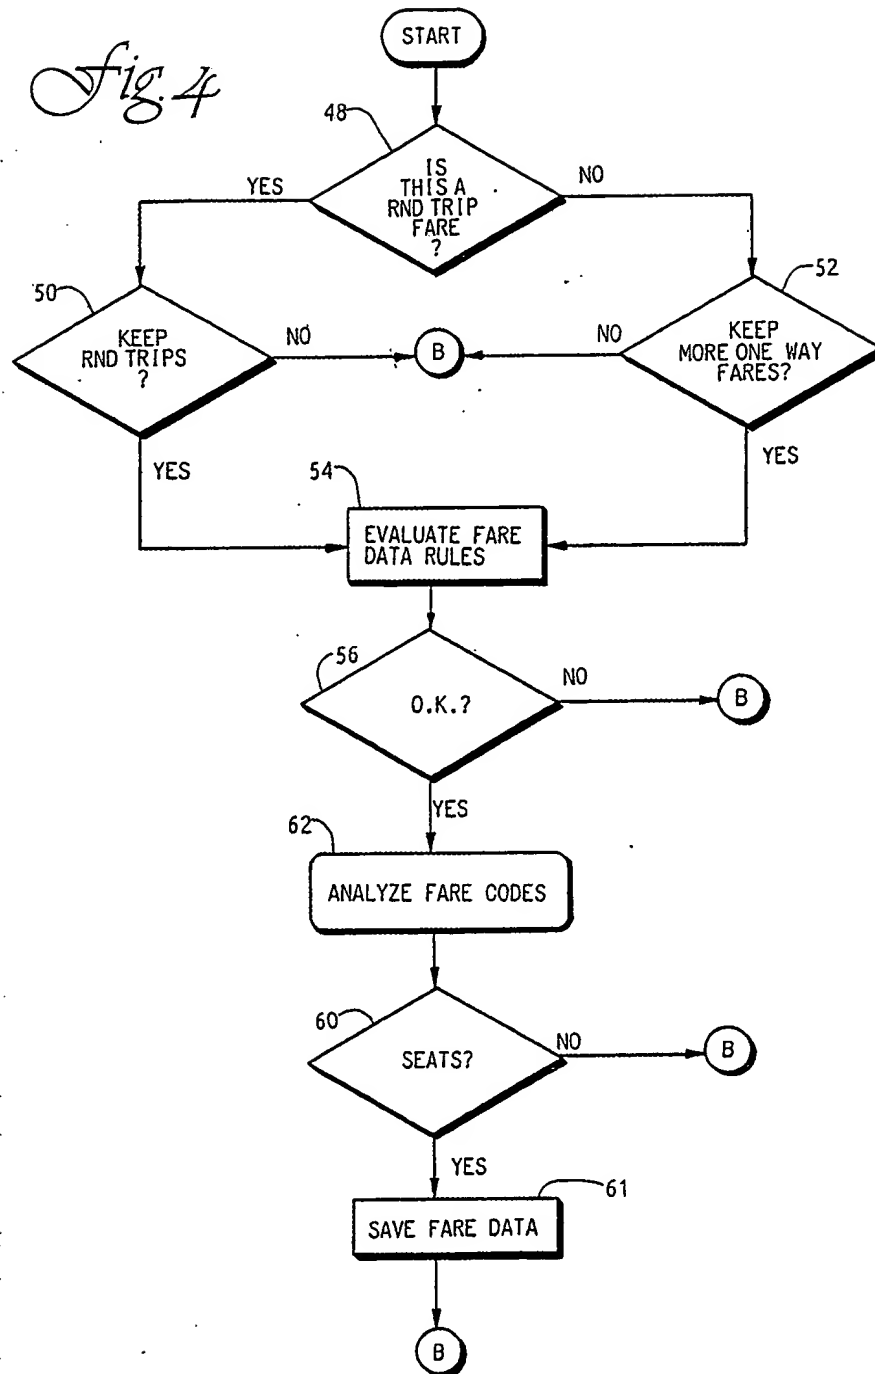 Fig. 4
START
48
IS
THIS A
RND TRIP
FARE
?
YES
NO
50
KEEP
RND TRIPS
?
NO
B
NO
52
KEEP
MORE ONE WAY
FARES?
YES
YES
54
EVALUATE FARE
DATA RULES
56
O.K.?
NO
B
YES
62
ANALYZE FARE CODES
60
SEATS?
NO
B
YES
61
SAVE FARE DATA
B